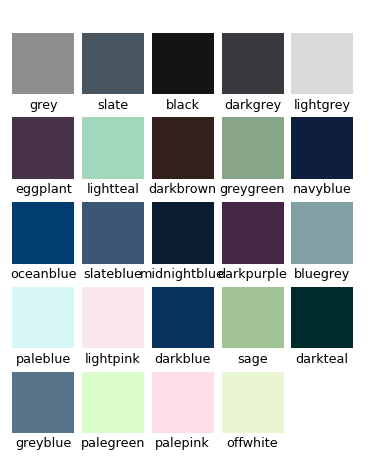 grey slate black darkgrey lightgrey
eggplant lightteal darkbrown greygreen navyblue
oceanblue slateblue midnightblue darkpurple bluegrey
paleblue lightpink darkblue sage darkteal
greyblue palegreen palepink offwhite